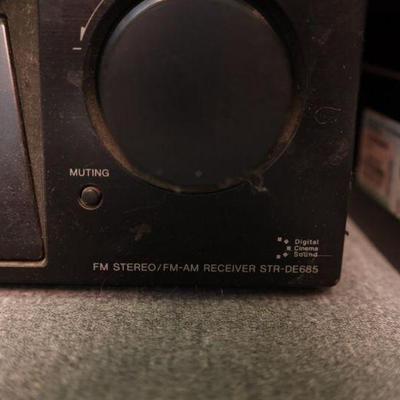 MUTING
Digital
Cinema
Sound
FM STEREO/FM-AM RECEIVER STR-DE685